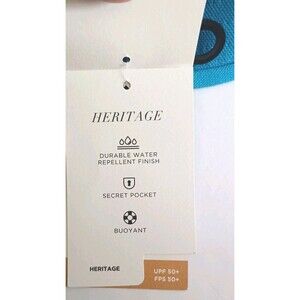 HERITAGE
DURABLE WATER
REPELLENT FINISH
SECRET POCKET
BUOYANT
HERITAGE
UPF 50+
FPS 50+